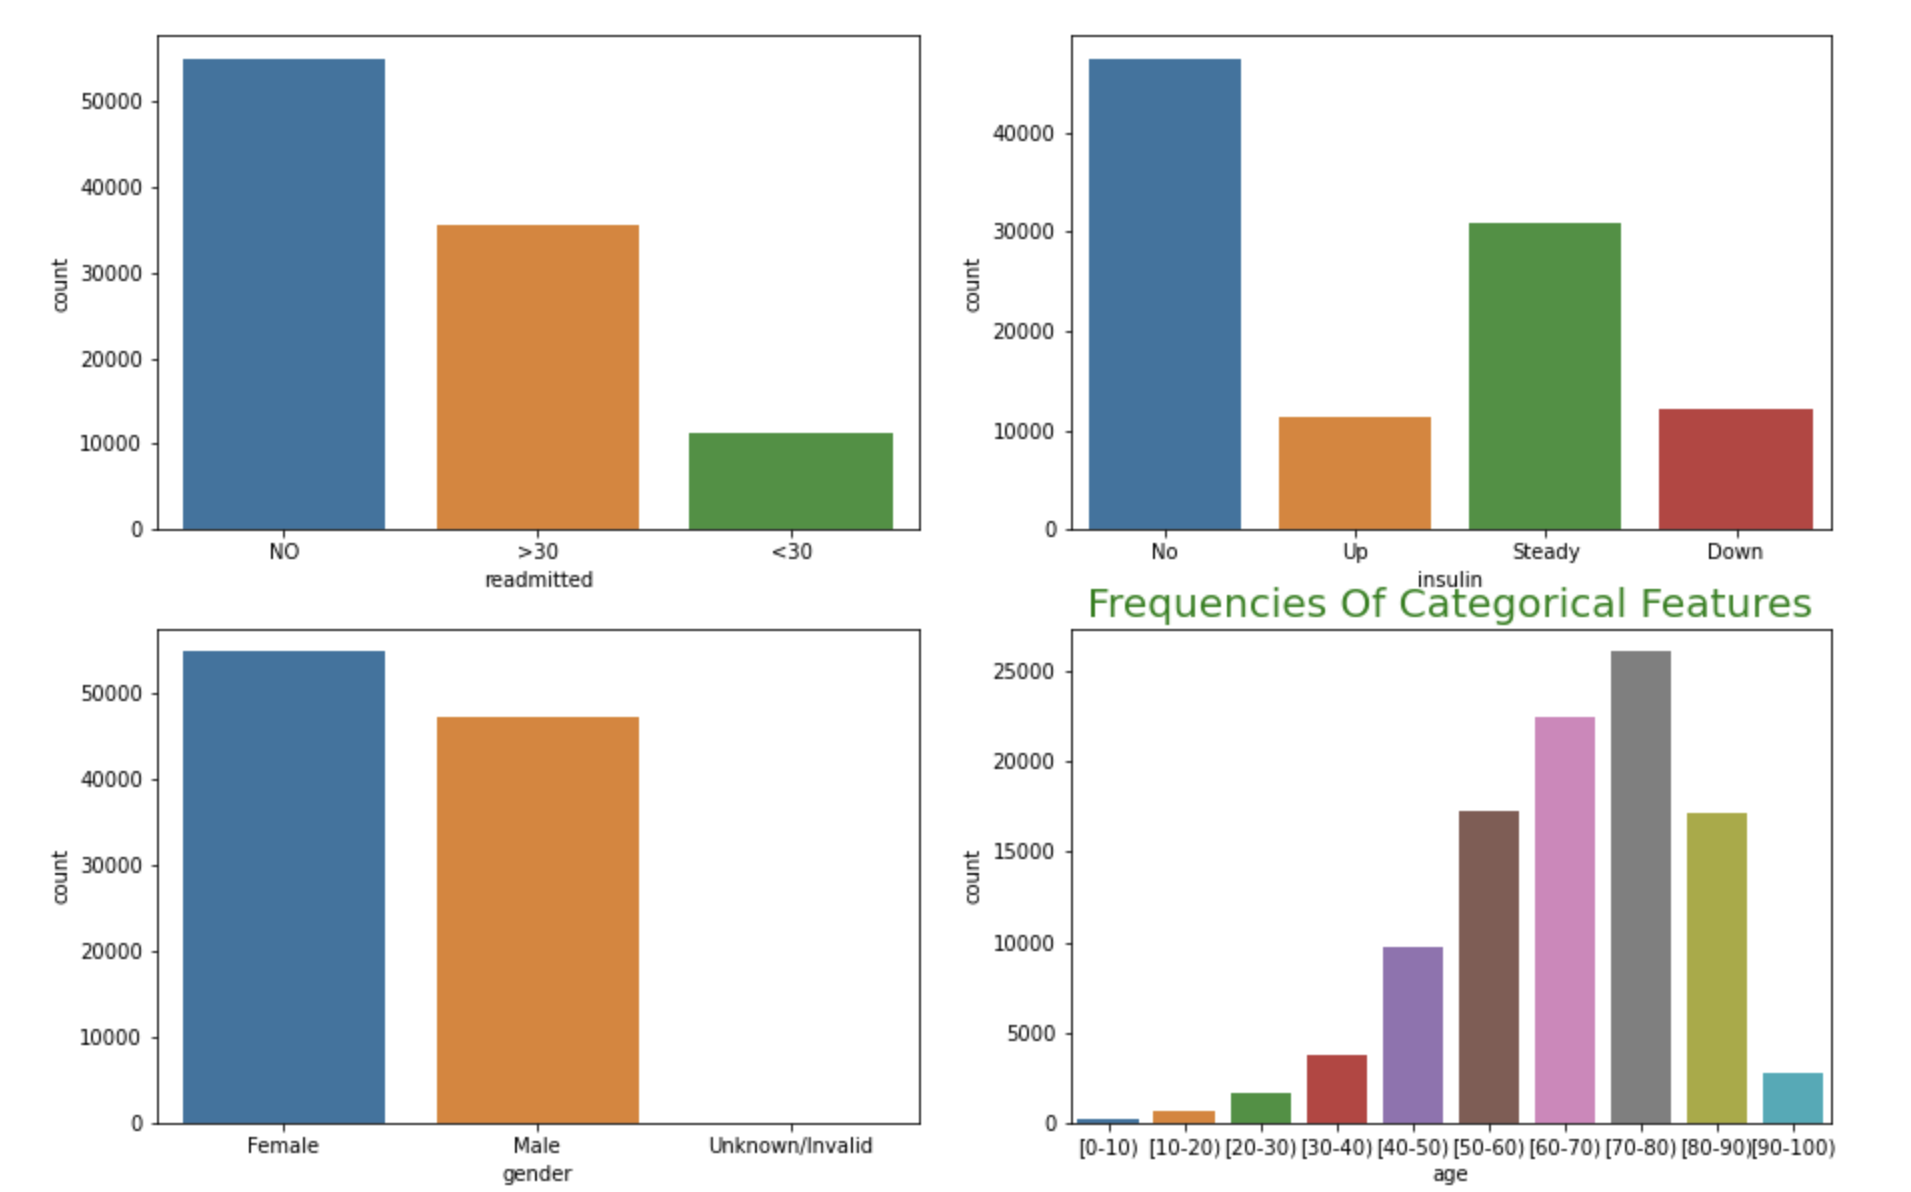 50000
40000
30000
20000
10000
0
count
NO >30 <30
readmitted
40000
30000
20000
10000
0
count
No Up Steady Down
insulin
Frequencies Of Categorical Features
50000
40000
30000
20000
10000
0
count
Female Male Unknown/Invalid
gender
25000
20000
15000
10000
5000
0
count
[0-10) [10-20) [20-30) [30-40) [40-50) [50-60) [60-70) [70-80) [80-90) [90-100)
age